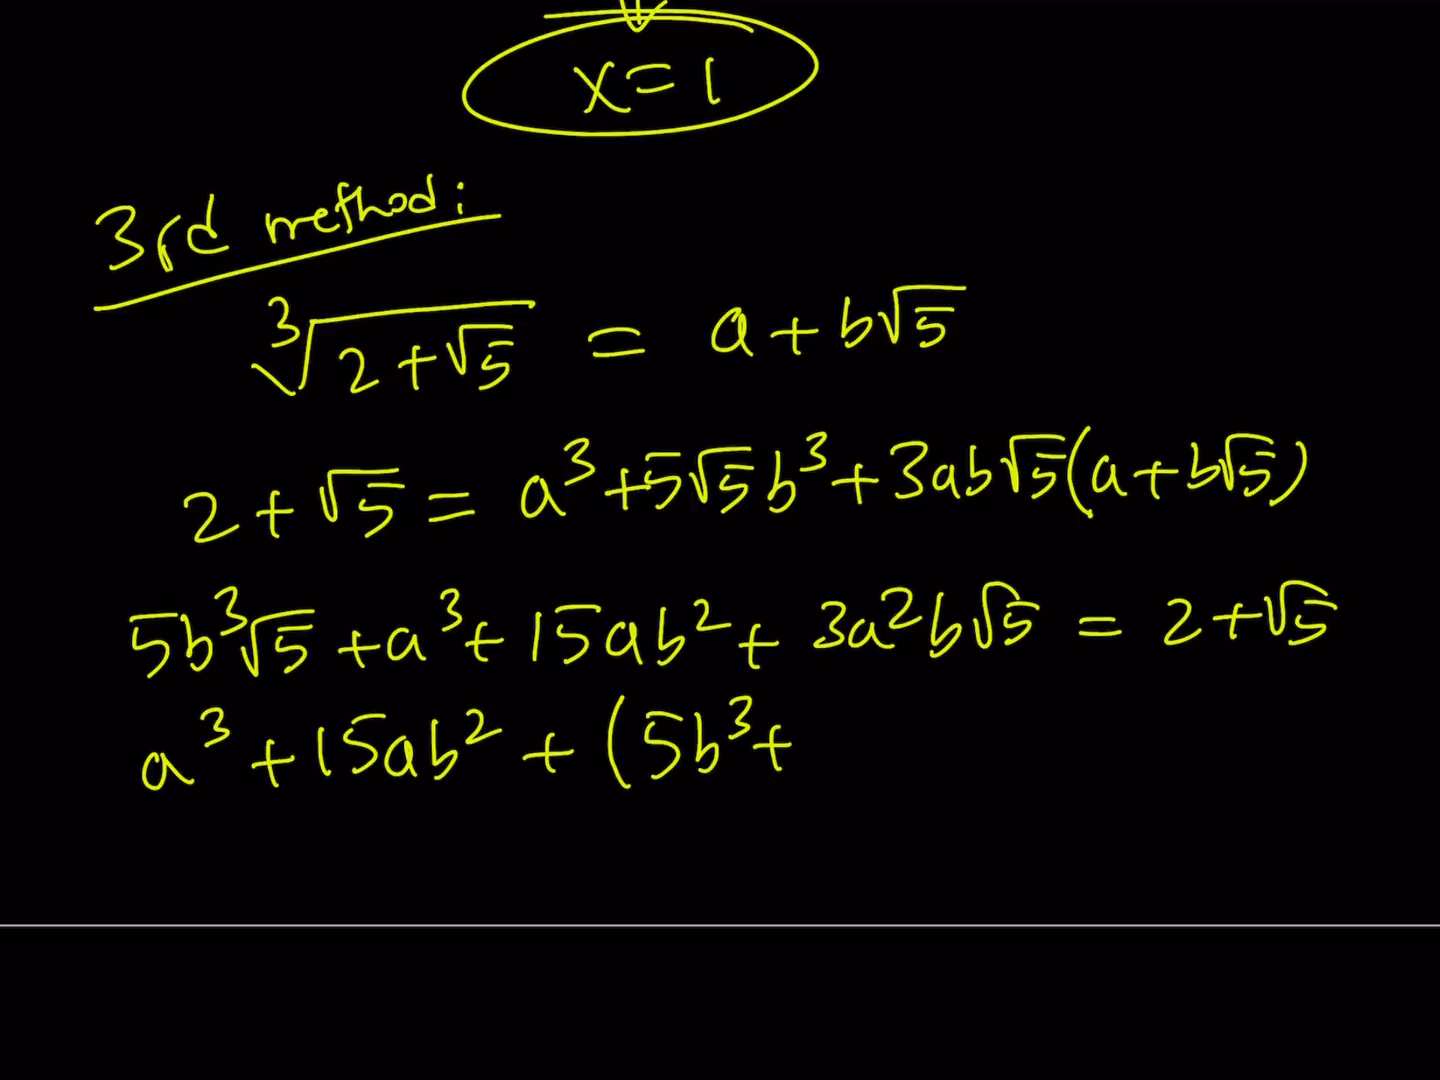 x=1
3rd method:
∛(2+√5) = a+b√5
2+√5 = a³+5√5b³+3ab√5(a+b√5)
5b³√5+a³+15ab²+3a²b√5 = 2+√5
a³+15ab²+(5b³+